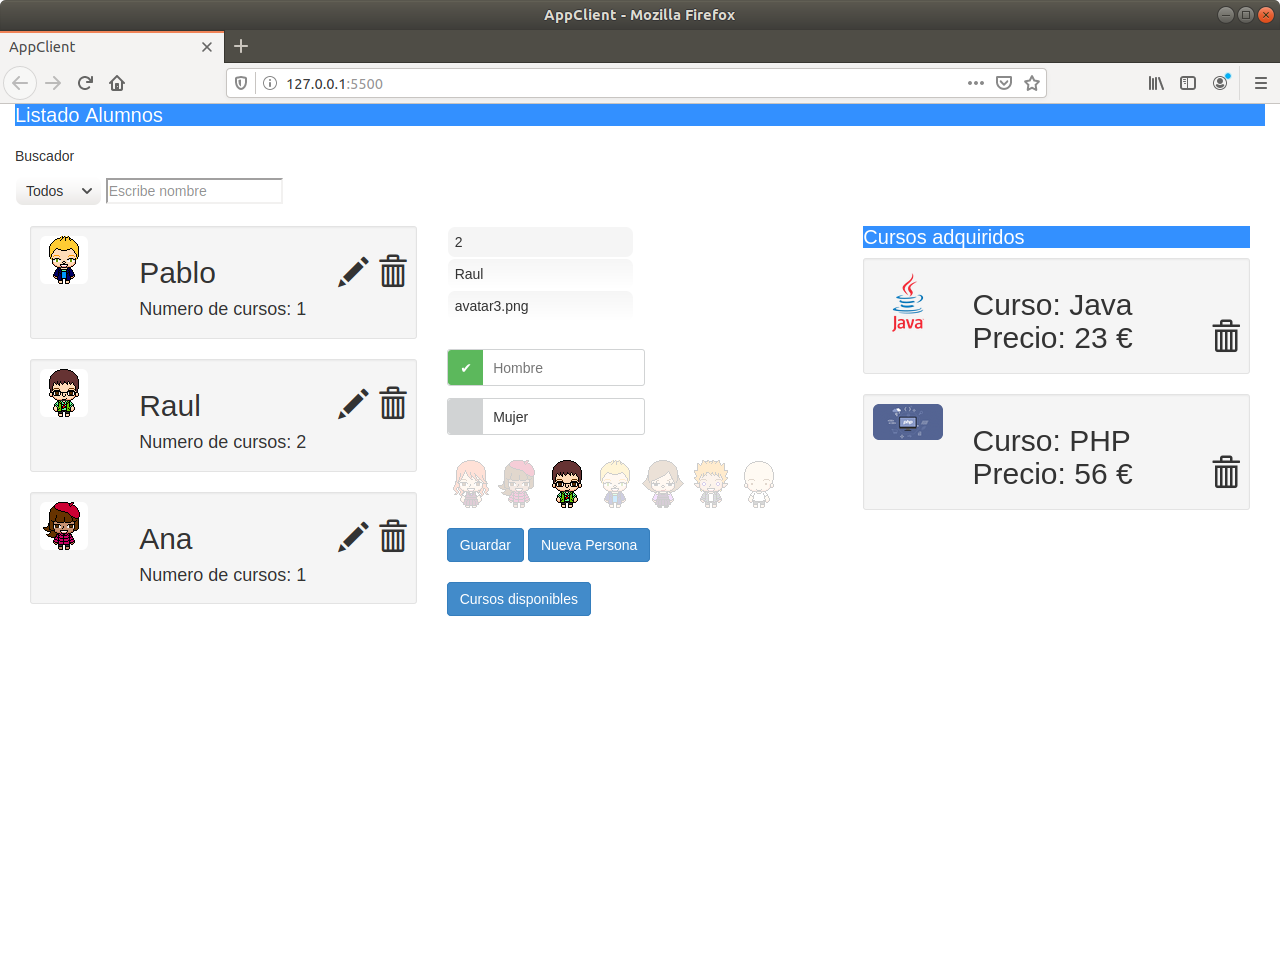 AppClient - Mozilla Firefox
AppClient
127.0.0.1:5500
Listado Alumnos
Buscador
Todos
Escribe nombre
Pablo
Numero de cursos: 1
Raul
Numero de cursos: 2
Ana
Numero de cursos: 1
2
Raul
avatar3.png
✔ Hombre
Mujer
Guardar
Nueva Persona
Cursos disponibles
Cursos adquiridos
Java
Curso: Java
Precio: 23 €
php
Curso: PHP
Precio: 56 €